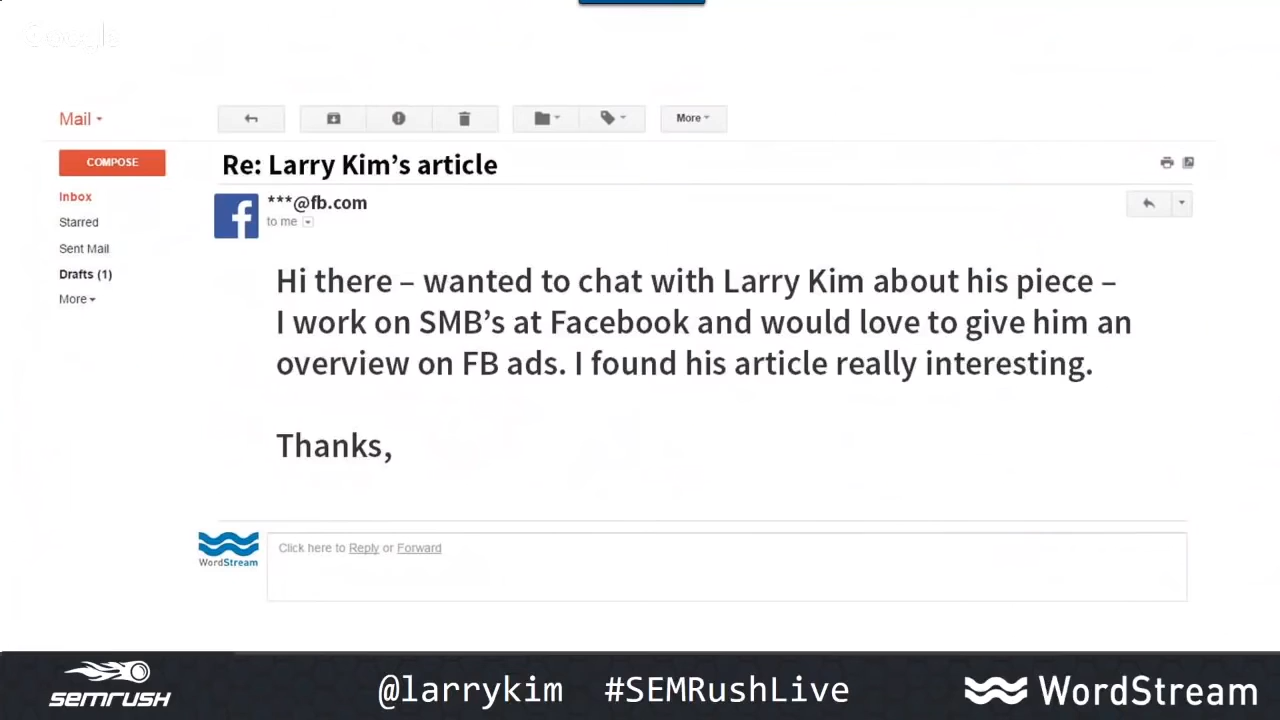 Google
Mail
More
COMPOSE
Re: Larry Kim's article
Inbox
***@fb.com
Starred
to me
Sent Mail
Drafts (1)
More
Hi there – wanted to chat with Larry Kim about his piece –
I work on SMB's at Facebook and would love to give him an
overview on FB ads. I found his article really interesting.
Thanks,
WordStream
Click here to Reply or Forward
SEMRUSH
@larrykim #SEMRushLive
WordStream